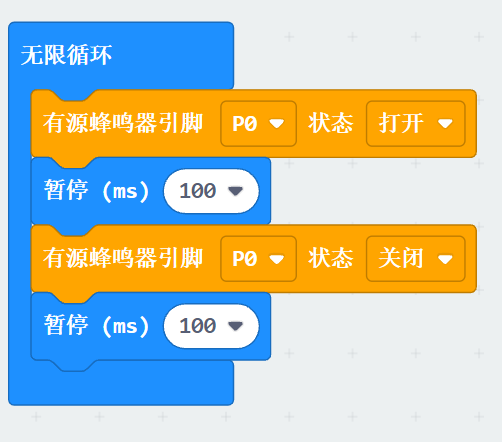 无限循环
有源蜂鸣器引脚 P0 状态 打开
暂停 (ms) 100
有源蜂鸣器引脚 P0 状态 关闭
暂停 (ms) 100